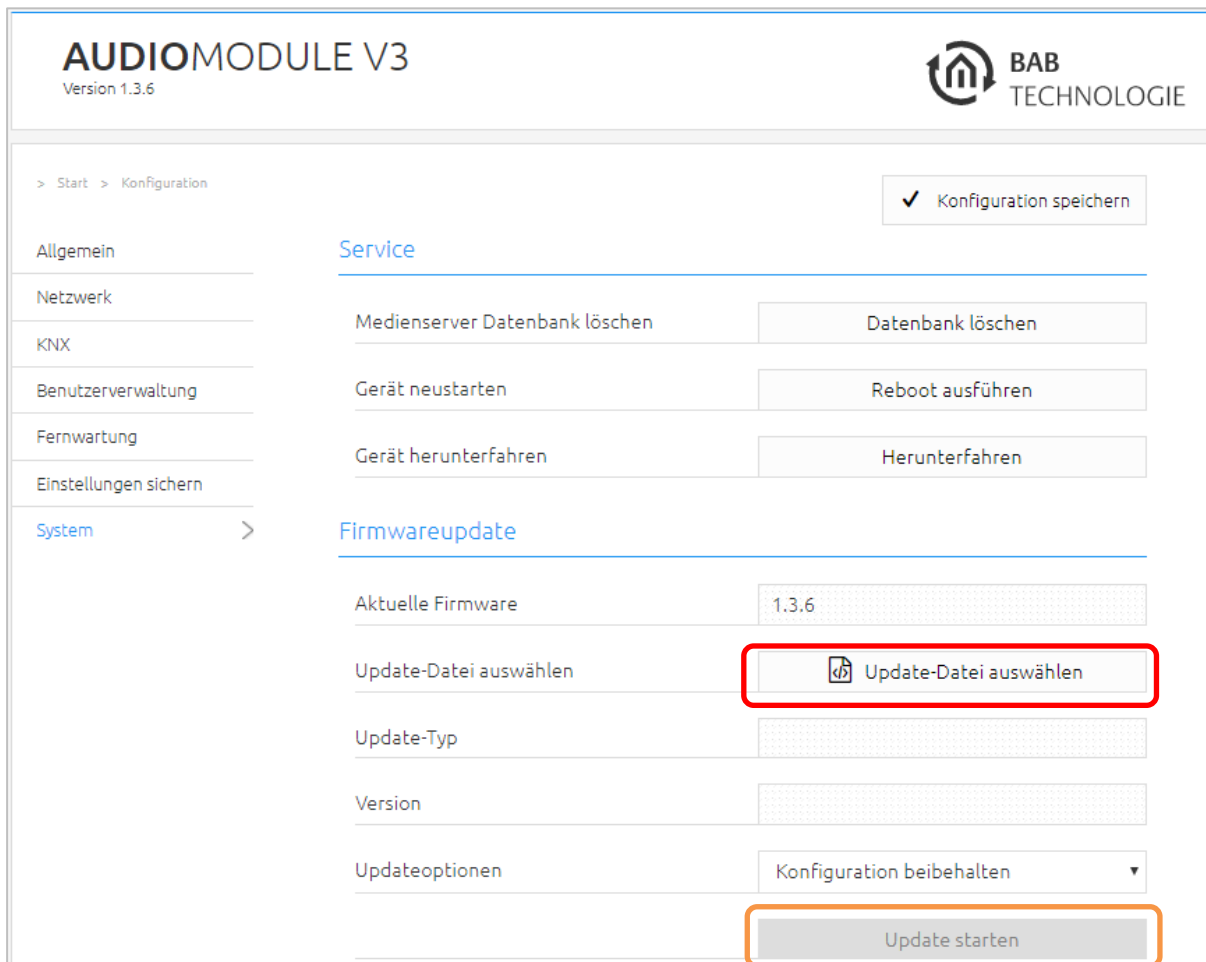 AUDIOMODULE V3
Version 1.3.6
BAB
TECHNOLOGIE
> Start > Konfiguration
✓ Konfiguration speichern
Allgemein
Netzwerk
KNX
Benutzerverwaltung
Fernwartung
Einstellungen sichern
System >
Service
Medienserver Datenbank löschen Datenbank löschen
Gerät neustarten Reboot ausführen
Gerät herunterfahren Herunterfahren
Firmwareupdate
Aktuelle Firmware 1.3.6
Update-Datei auswählen </> Update-Datei auswählen
Update-Typ
Version
Updateoptionen Konfiguration beibehalten ▾
Update starten